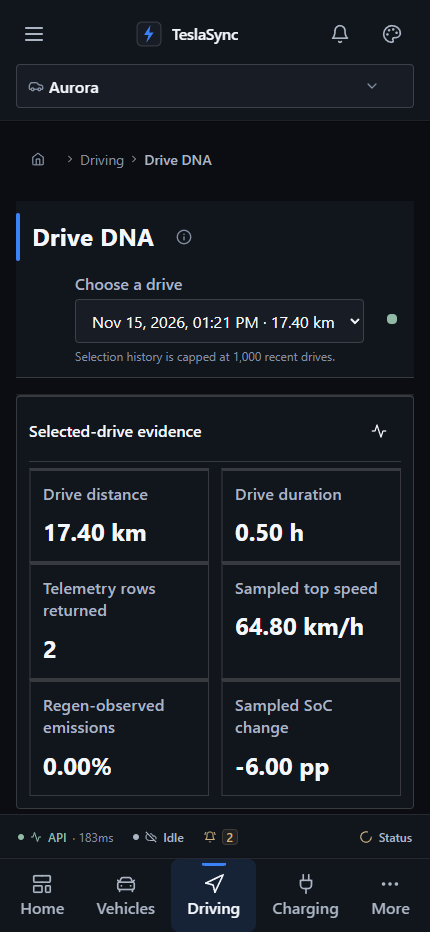 TeslaSync
Aurora
Driving
Drive DNA
Drive DNA
Choose a drive
Nov 15, 2026, 01:21 PM · 17.40 km
Selection history is capped at 1,000 recent drives.
Selected-drive evidence
Drive distance
17.40 km
Drive duration
0.50 h
Telemetry rows
returned
2
Sampled top speed
64.80 km/h
Regen-observed
emissions
0.00%
Sampled SoC
change
-6.00 pp
API · 183ms
Idle
2
Status
Home
Vehicles
Driving
Charging
More